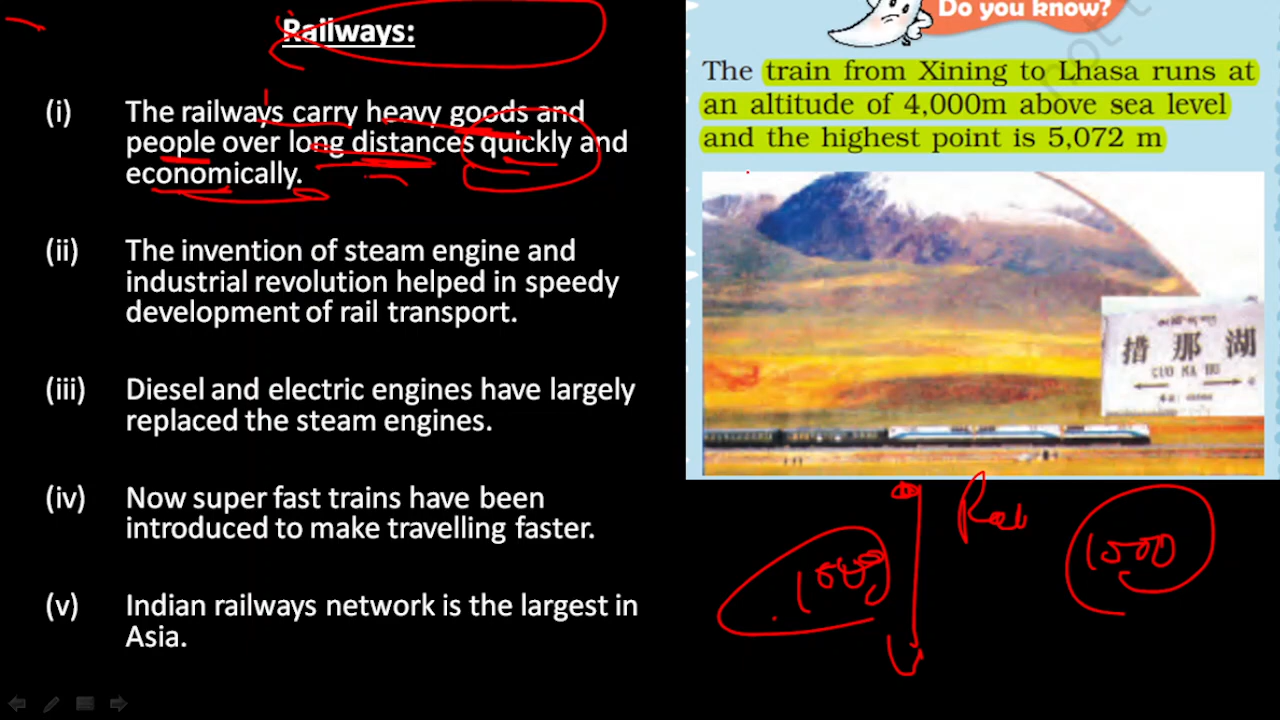 Railways:
(i) The railways carry heavy goods and
people over long distances quickly and
economically.
(ii) The invention of steam engine and
industrial revolution helped in speedy
development of rail transport.
(iii) Diesel and electric engines have largely
replaced the steam engines.
(iv) Now super fast trains have been
introduced to make travelling faster.
(v) Indian railways network is the largest in
Asia.
Do you know?
The train from Xining to Lhasa runs at
an altitude of 4,000m above sea level
and the highest point is 5,072 m
措那湖
CUO NA HU
1500